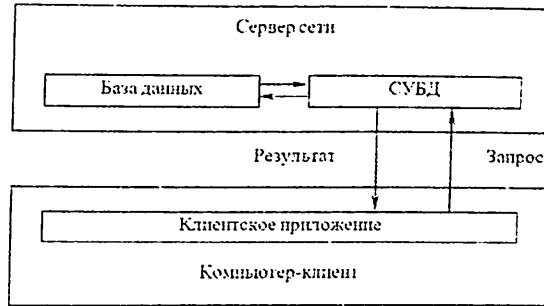 Сервер сети
База данных СУБД
Результат Запрос
Клиентское приложение
Компьютер-клиент